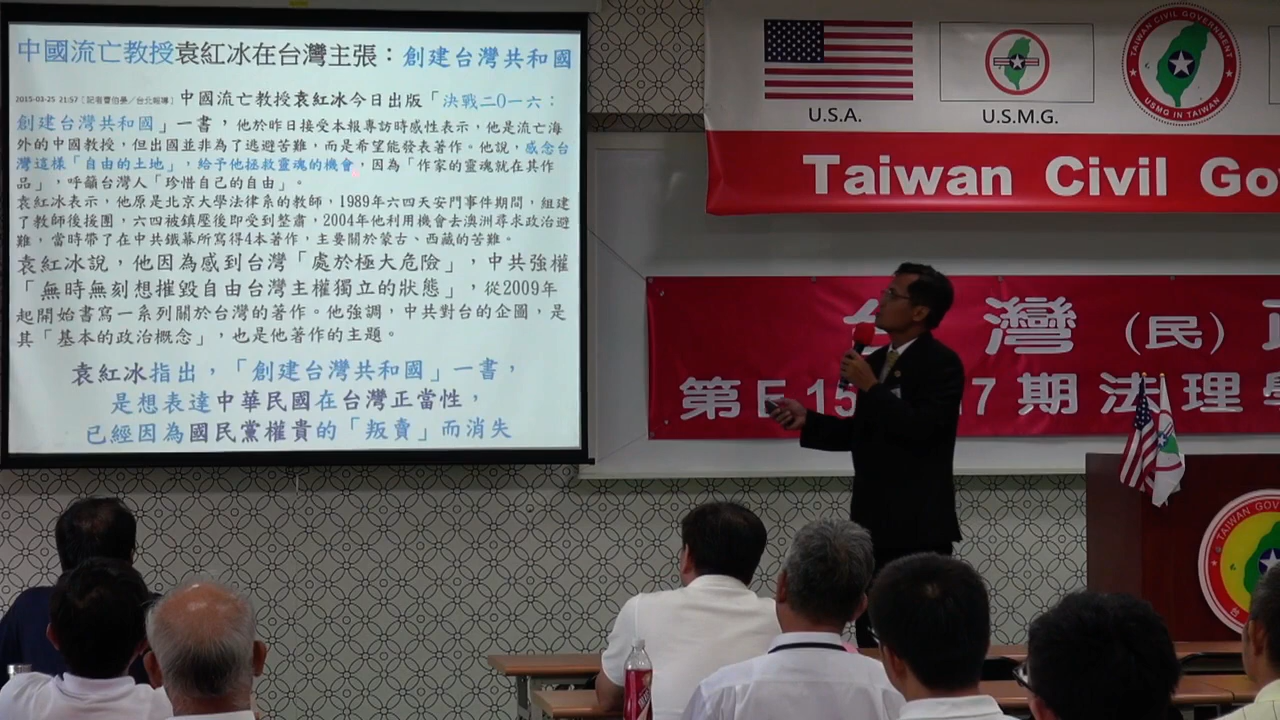 中國流亡教授袁紅冰在台灣主張：創建台灣共和國
2015-03-25 21:57〔記者曹伯晏／台北報導〕中國流亡教授袁紅冰今日出版「決戰二0一六：
創建台灣共和國」一書，他於昨日接受本報專訪時感性表示，他是流亡海
外的中國教授，但出國並非為了逃避苦難，而是希望能發表著作。他說，感念台
灣這樣「自由的土地」，給予他拯救靈魂的機會，因為「作家的靈魂就在其作
品」，呼籲台灣人「珍惜自己的自由」。
袁紅冰表示，他原是北京大學法律系的教師，1989年六四天安門事件期間，組建
了教師後援團，六四被鎮壓後即受到整肅，2004年他利用機會去澳洲尋求政治避
難，當時帶了在中共鐵幕所寫得4本著作，主要關於蒙古、西藏的苦難。
袁紅冰說，他因為感到台灣「處於極大危險」，中共強權
「無時無刻想摧毀自由台灣主權獨立的狀態」，從2009年
起開始書寫一系列關於台灣的著作。他強調，中共對台的企圖，是
其「基本的政治概念」，也是他著作的主題。
袁紅冰指出，「創建台灣共和國」一書，
是想表達中華民國在台灣正當性，
已經因為國民黨權貴的「叛賣」而消失
U.S.A.
U.S.M.G.
TAIWAN CIVIL GOVERNMENT
USMG IN TAIWAN
Taiwan Civil Go
台灣（民）
第E15 7期法理學
TAIWAN GOV